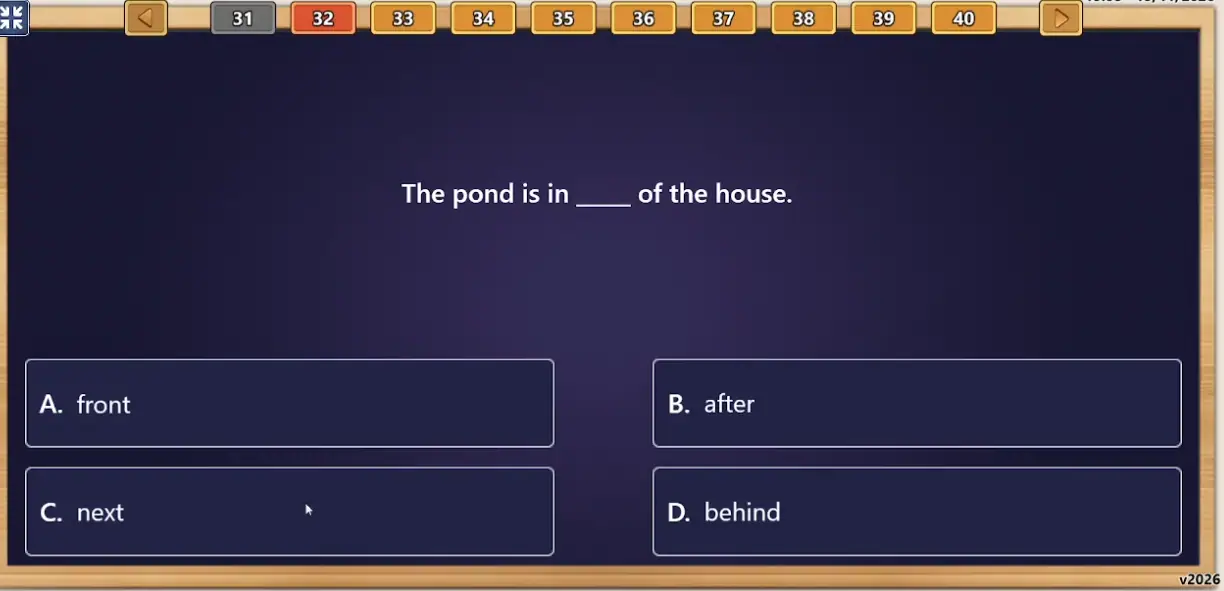 31 32 33 34 35 36 37 38 39 40
The pond is in _____ of the house.
A. front
B. after
C. next
D. behind
v2026